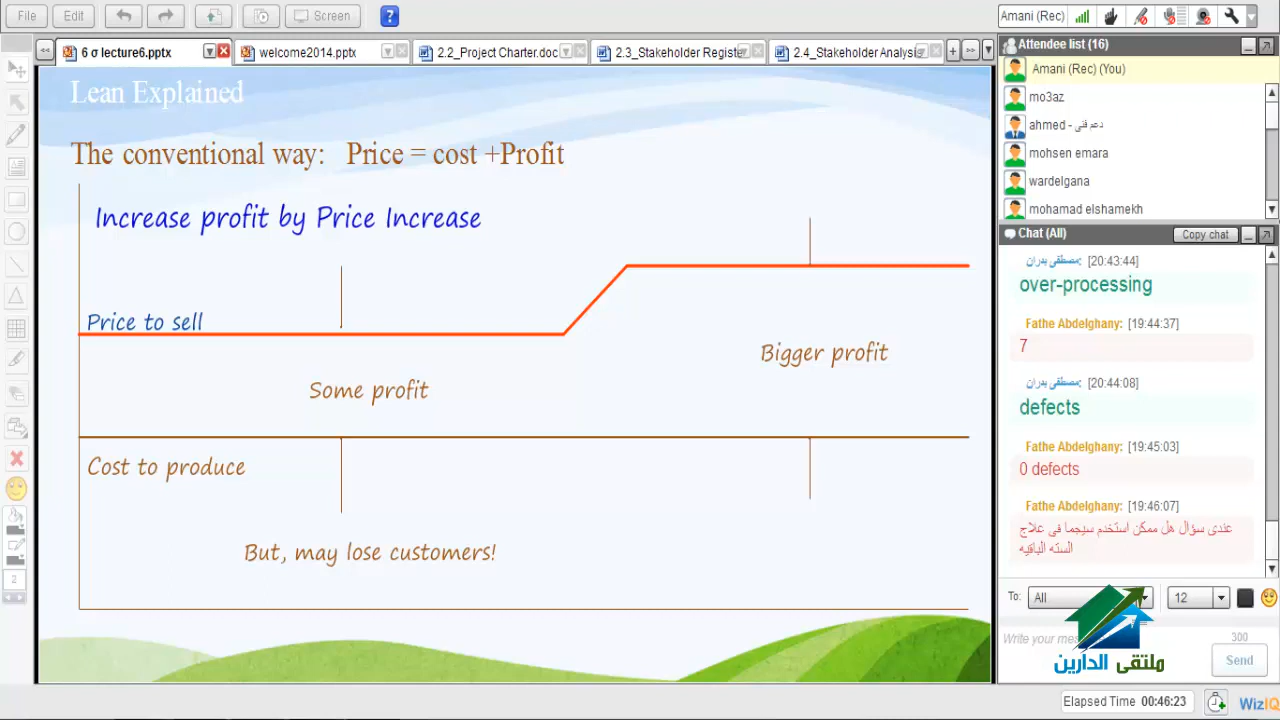 File
Edit
Screen
?
Amani (Rec)
<<
6 σ lecture6.pptx
welcome2014.pptx
2.2_Project Charter.doc
2.3_Stakeholder Registe
2.4_Stakeholder Analysis
+
>>
Lean Explained
The conventional way: Price = cost +Profit
Increase profit by Price Increase
Price to sell
Bigger profit
Some profit
Cost to produce
But, may lose customers!
2
Attendee list (16)
Amani (Rec) (You)
mo3az
ahmed - دعم فنى
mohsen emara
wardelgana
mohamad elshamekh
Chat (All)
Copy chat
مصطفى بدران: [20:43:44]
over-processing
Fathe Abdelghany: [19:44:37]
7
مصطفى بدران: [20:44:08]
defects
Fathe Abdelghany: [19:45:03]
0 defects
Fathe Abdelghany: [19:46:07]
عندى سؤال هل ممكن استخدم سيجما فى علاج
السته الباقيه
To:
All
12
Write your mes
300
Send
ملتقى الدارين
Elapsed Time 00:46:23
WizIQ